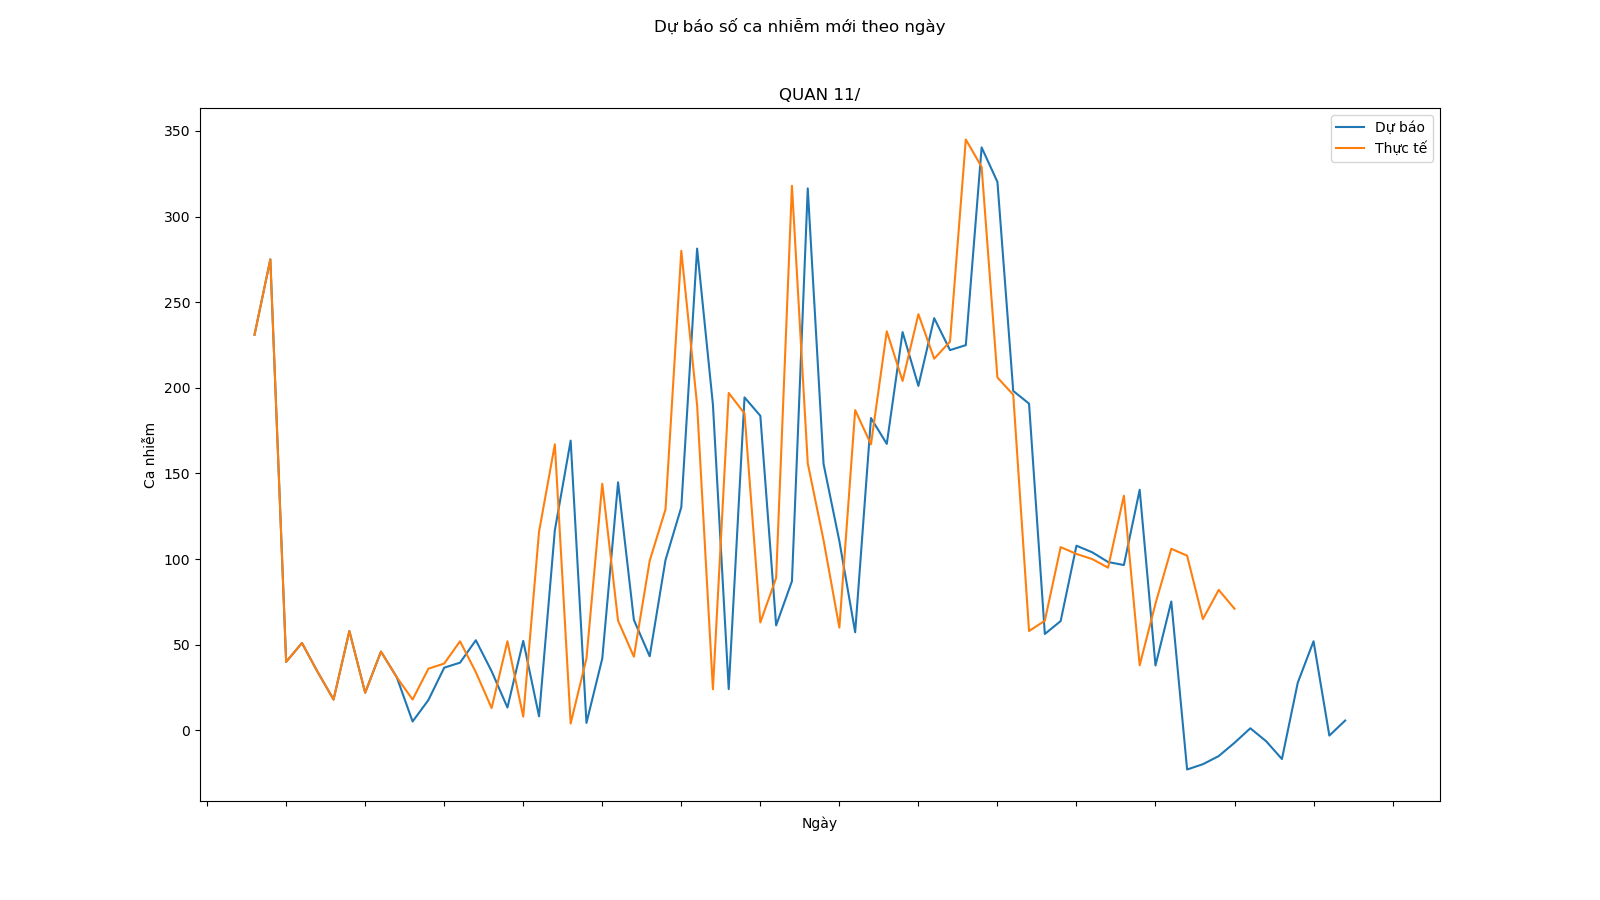 Dự báo số ca nhiễm mới theo ngày
QUAN 11/
Dự báo
Thực tế
350
300
250
200
150
100
50
0
Ca nhiễm
Ngày